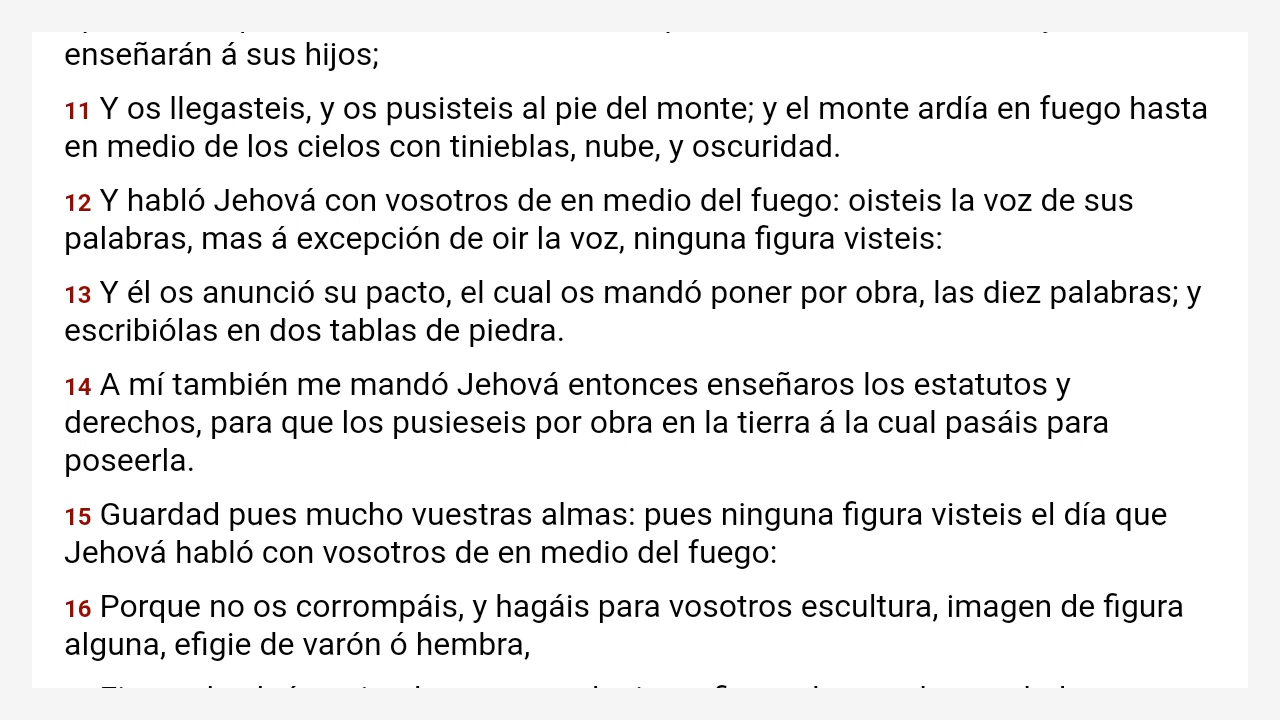 enseñarán á sus hijos;
11 Y os llegasteis, y os pusisteis al pie del monte; y el monte ardía en fuego hasta
en medio de los cielos con tinieblas, nube, y oscuridad.
12 Y habló Jehová con vosotros de en medio del fuego: oisteis la voz de sus
palabras, mas á excepción de oir la voz, ninguna figura visteis:
13 Y él os anunció su pacto, el cual os mandó poner por obra, las diez palabras; y
escribiólas en dos tablas de piedra.
14 A mí también me mandó Jehová entonces enseñaros los estatutos y
derechos, para que los pusieseis por obra en la tierra á la cual pasáis para
poseerla.
15 Guardad pues mucho vuestras almas: pues ninguna figura visteis el día que
Jehová habló con vosotros de en medio del fuego:
16 Porque no os corrompáis, y hagáis para vosotros escultura, imagen de figura
alguna, efigie de varón ó hembra,